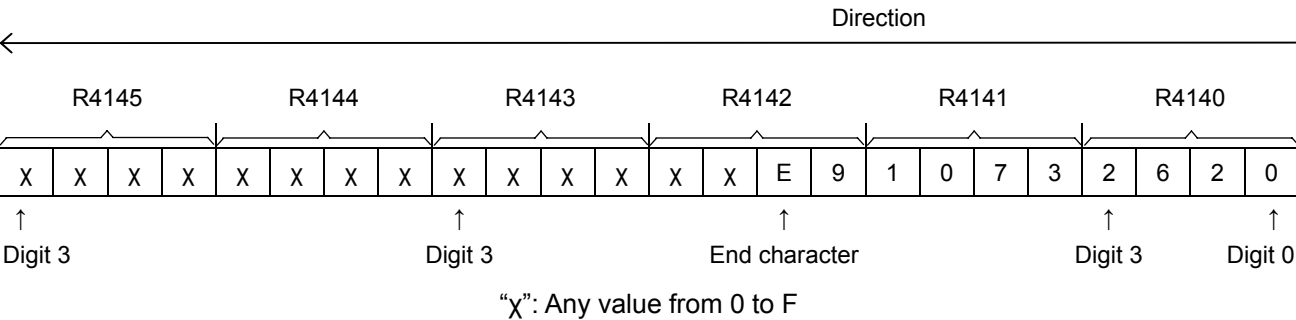 Direction
R4145 R4144 R4143 R4142 R4141 R4140
χ χ χ χ χ χ χ χ χ χ χ χ χ χ E 9 1 0 7 3 2 6 2 0
↑ ↑ ↑ ↑ ↑
Digit 3 Digit 3 End character Digit 3 Digit 0
“χ”: Any value from 0 to F